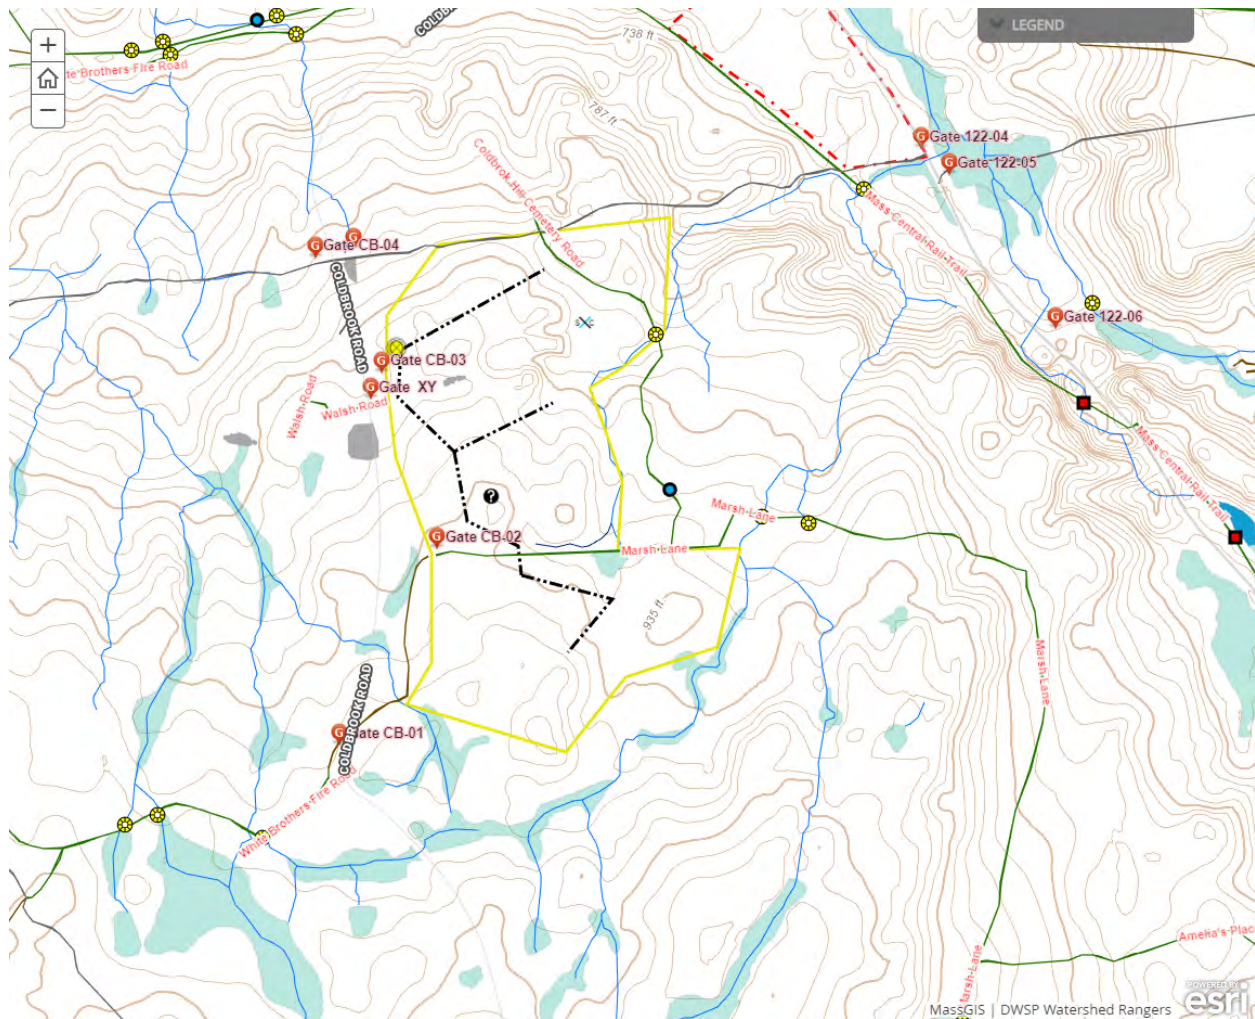 COLDB
LEGEND
738 ft
+
White Brothers Fire Road
−
787 ft
Gate 122-04
Coldbrok Hill Cemetery Road
Gate 122-05
Mass Central Rail Trail
Gate CB-04
COLDBROOK ROAD
Gate 122-06
Gate CB-03
Gate XY
Walsh Road
Walsh Road
Mass Central Rail Trail
?
Marsh Lane
Gate CB-02
Marsh Lane
935 ft
Marsh Lane
COLDBROOK ROAD
Gate CB-01
White Brothers Fire Road
Amelia's Place
Marsh Lane
POWERED BY
esri
MassGIS | DWSP Watershed Rangers